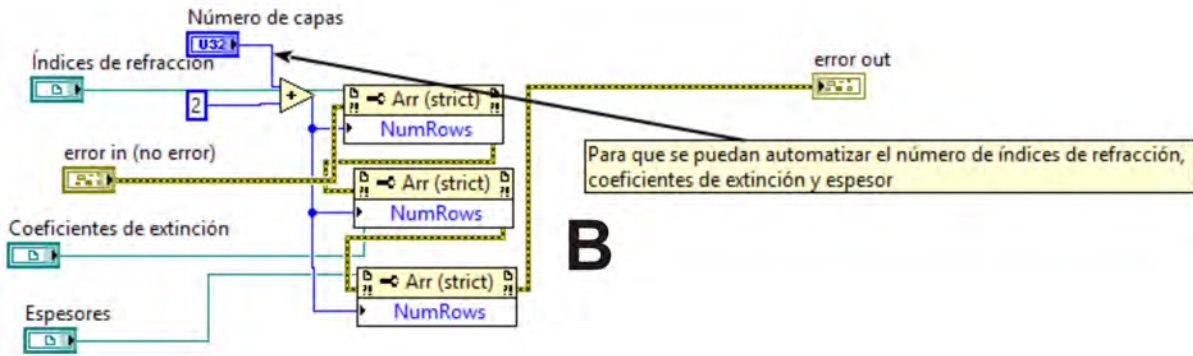 Número de capas
U32
Índices de refracción
error out
2
+
Arr (strict)
NumRows
error in (no error)
Para que se puedan automatizar el número de índices de refracción,
coeficientes de extinción y espesor
Arr (strict)
NumRows
Coeficientes de extinción
B
Arr (strict)
NumRows
Espesores